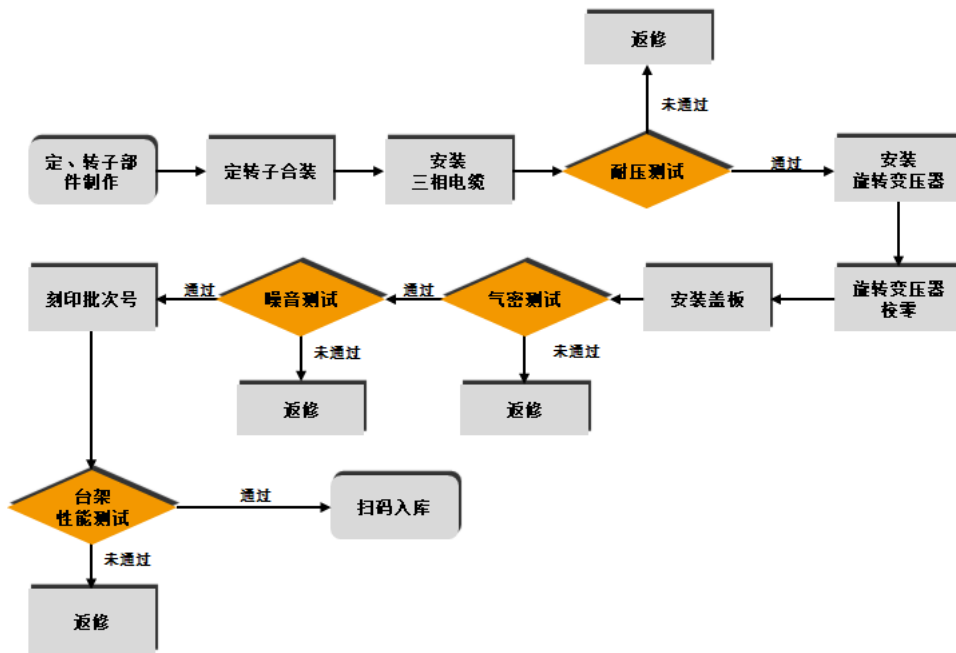 返修
未通过
定、转子部
件制作
定转子合装
安装
三相电缆
耐压测试
通过
安装
旋转变压器
刻印批次号
通过
噪音测试
通过
气密测试
安装盖板
旋转变压器
校零
未通过
未通过
返修
返修
台架
性能测试
通过
扫码入库
未通过
返修